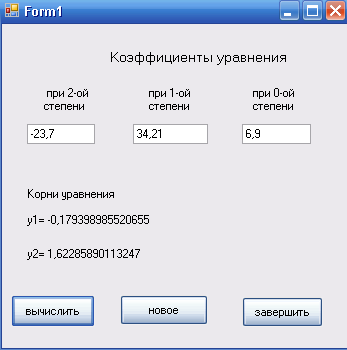 Form1
Коэффициенты уравнения
при 2-ой при 1-ой при 0-ой
степени степени степени
-23,7 34,21 6,9
Корни уравнения
y1= -0,179398985520655
y2= 1,62285890113247
вычислить новое завершить